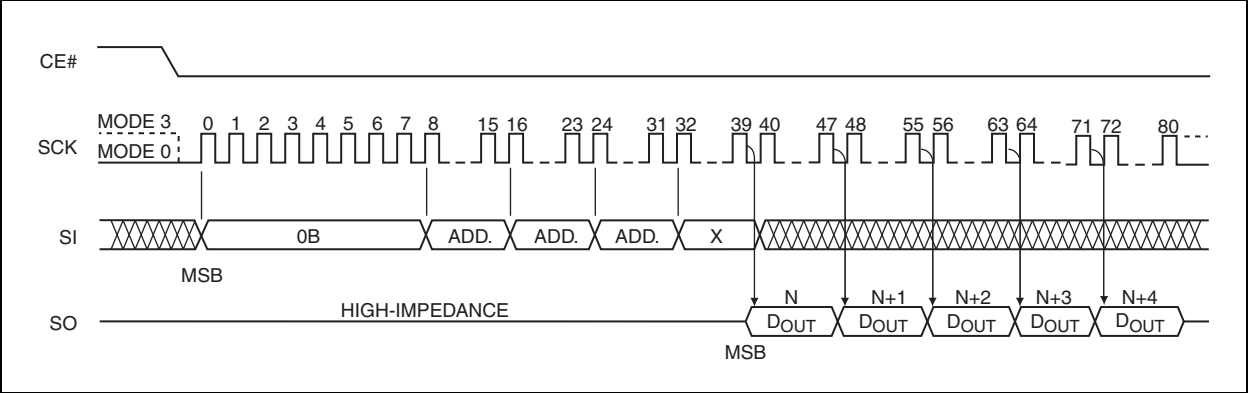 CE#
MODE 3
0 1 2 3 4 5 6 7 8 15 16 23 24 31 32 39 40 47 48 55 56 63 64 71 72 80
SCK
MODE 0
SI 0B ADD. ADD. ADD. X
MSB
N N+1 N+2 N+3 N+4
HIGH-IMPEDANCE
SO DOUT DOUT DOUT DOUT DOUT
MSB